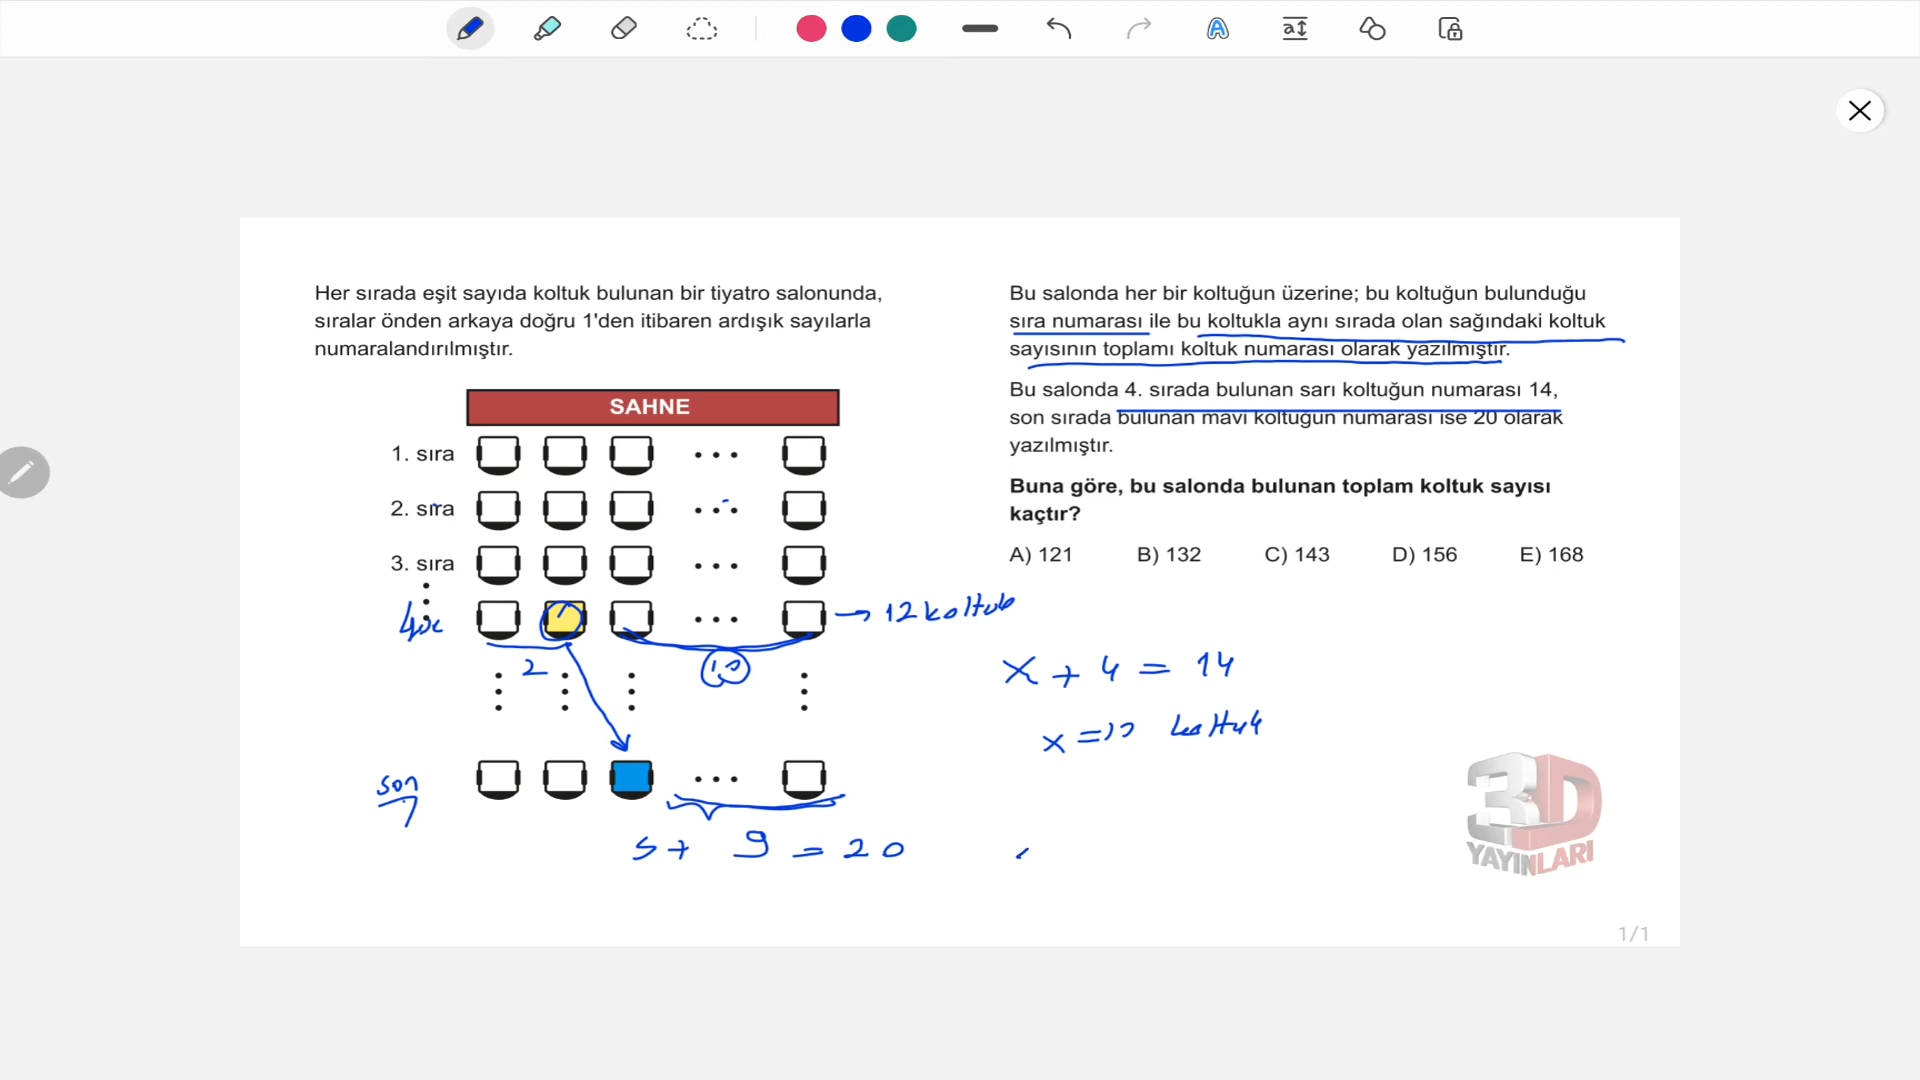 Her sırada eşit sayıda koltuk bulunan bir tiyatro salonunda,
sıralar önden arkaya doğru 1'den itibaren ardışık sayılarla
numaralandırılmıştır.
SAHNE
1. sıra
2. sıra
3. sıra
→ 12 koltuk
2
10
son
s + 9 = 20
Bu salonda her bir koltuğun üzerine; bu koltuğun bulunduğu
sıra numarası ile bu koltukla aynı sırada olan sağındaki koltuk
sayısının toplamı koltuk numarası olarak yazılmıştır.
Bu salonda 4. sırada bulunan sarı koltuğun numarası 14,
son sırada bulunan mavi koltuğun numarası ise 20 olarak
yazılmıştır.
Buna göre, bu salonda bulunan toplam koltuk sayısı
kaçtır?
A) 121 B) 132 C) 143 D) 156 E) 168
x + 4 = 14
x = 10 koltuk
3D
YAYINLARI
1/1